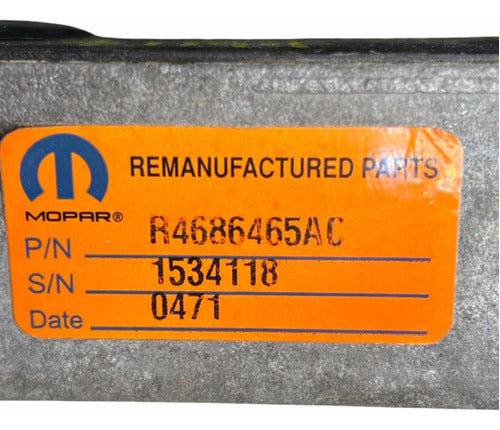 REMANUFACTURED PARTS
MOPAR®
P/N R4686465AC
S/N 1534118
Date 0471